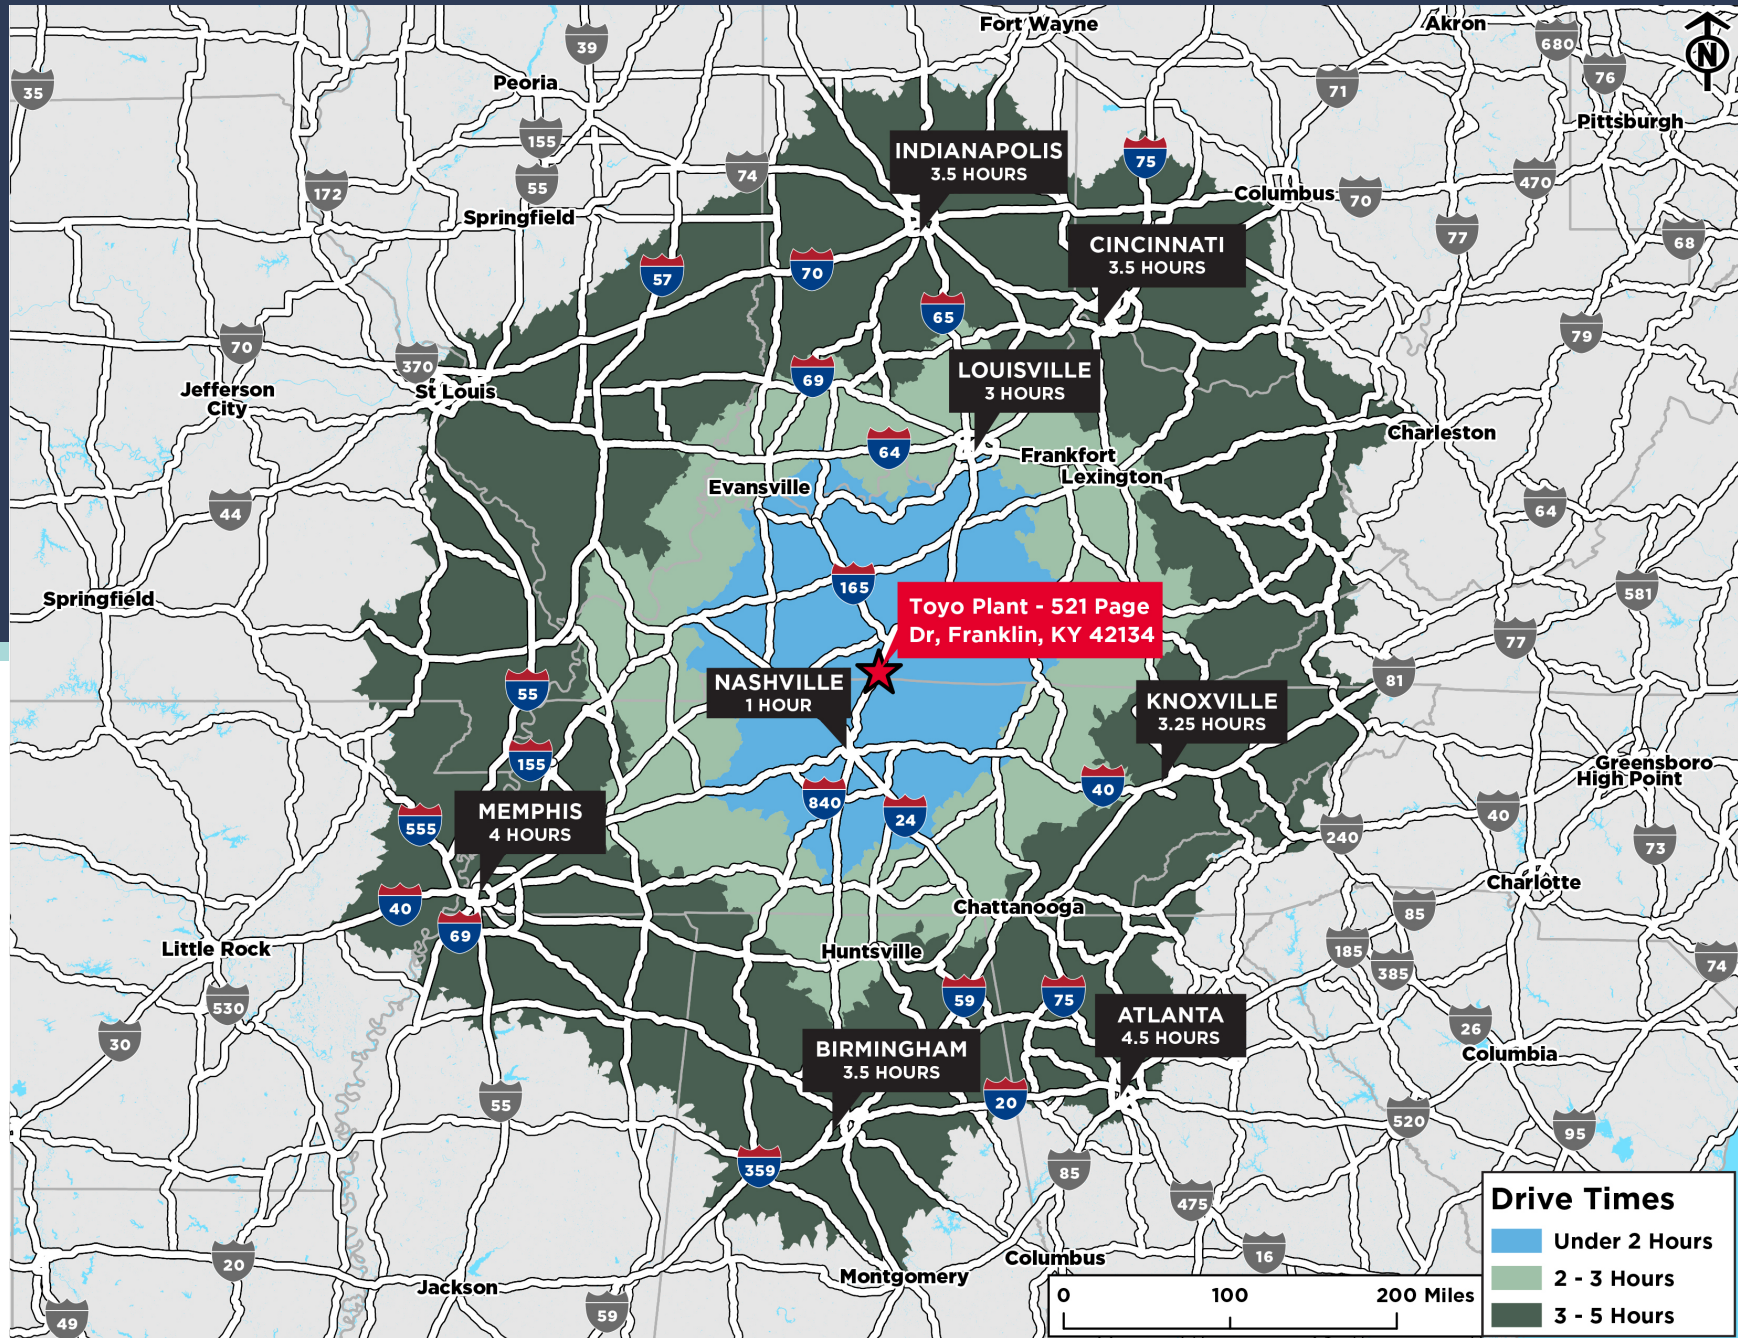 Fort Wayne
Akron
680
39
76
N
35
Peoria
71
Pittsburgh
155
INDIANAPOLIS
3.5 HOURS
75
74
55
172
Columbus
70
470
Springfield
77
68
CINCINNATI
3.5 HOURS
57
70
65
79
70
370
LOUISVILLE
3 HOURS
69
Jefferson
City
St Louis
64
Charleston
Frankfort
Lexington
Evansville
44
64
165
Springfield
Toyo Plant - 521 Page
Dr, Franklin, KY 42134
581
77
NASHVILLE
1 HOUR
55
81
KNOXVILLE
3.25 HOURS
155
Greensboro
High Point
840
24
40
MEMPHIS
4 HOURS
555
40
240
73
Charlotte
40
69
Chattanooga
85
Little Rock
Huntsville
185
385
74
530
59
75
ATLANTA
4.5 HOURS
30
26
Columbia
BIRMINGHAM
3.5 HOURS
55
20
520
95
359
85
475
Drive Times
Under 2 Hours
2 - 3 Hours
3 - 5 Hours
20
16
Columbus
Montgomery
Jackson
0 100 200 Miles
49
59